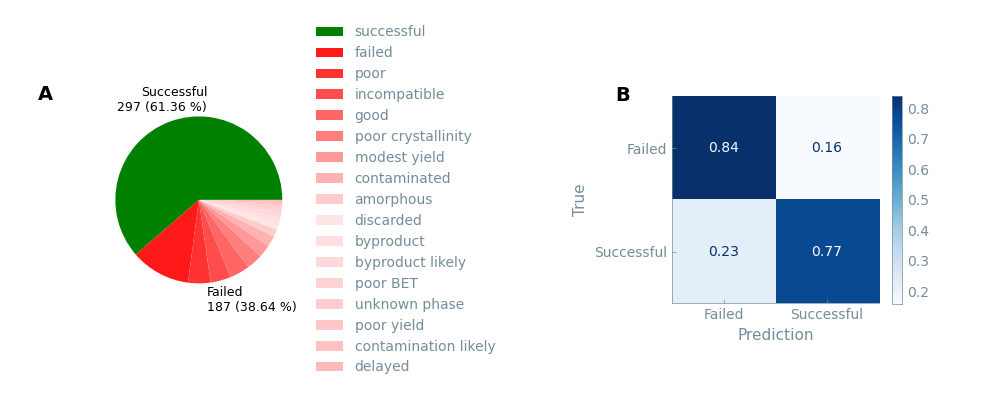 A
Successful
297 (61.36 %)
Failed
187 (38.64 %)
successful
failed
poor
incompatible
good
poor crystallinity
modest yield
contaminated
amorphous
discarded
byproduct
byproduct likely
poor BET
unknown phase
poor yield
contamination likely
delayed
B
True
Failed
Successful
0.84
0.16
0.23
0.77
Failed
Successful
Prediction
0.8
0.7
0.6
0.5
0.4
0.3
0.2